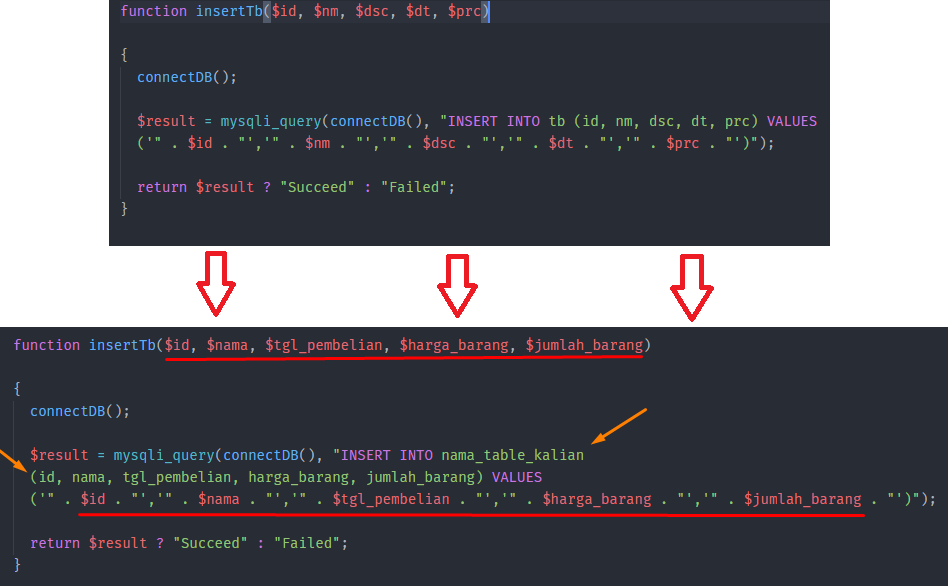 function insertTb($id, $nm, $dsc, $dt, $prc)
{
connectDB();
$result = mysqli_query(connectDB(), "INSERT INTO tb (id, nm, dsc, dt, prc) VALUES
('" . $id . "','" . $nm . "','" . $dsc . "','" . $dt . "','" . $prc . "')");
return $result ? "Succeed" : "Failed";
}
function insertTb($id, $nama, $tgl_pembelian, $harga_barang, $jumlah_barang)
{
connectDB();
$result = mysqli_query(connectDB(), "INSERT INTO nama_table_kalian
(id, nama, tgl_pembelian, harga_barang, jumlah_barang) VALUES
('" . $id . "','" . $nama . "','" . $tgl_pembelian . "','" . $harga_barang . "','" . $jumlah_barang . "')");
return $result ? "Succeed" : "Failed";
}